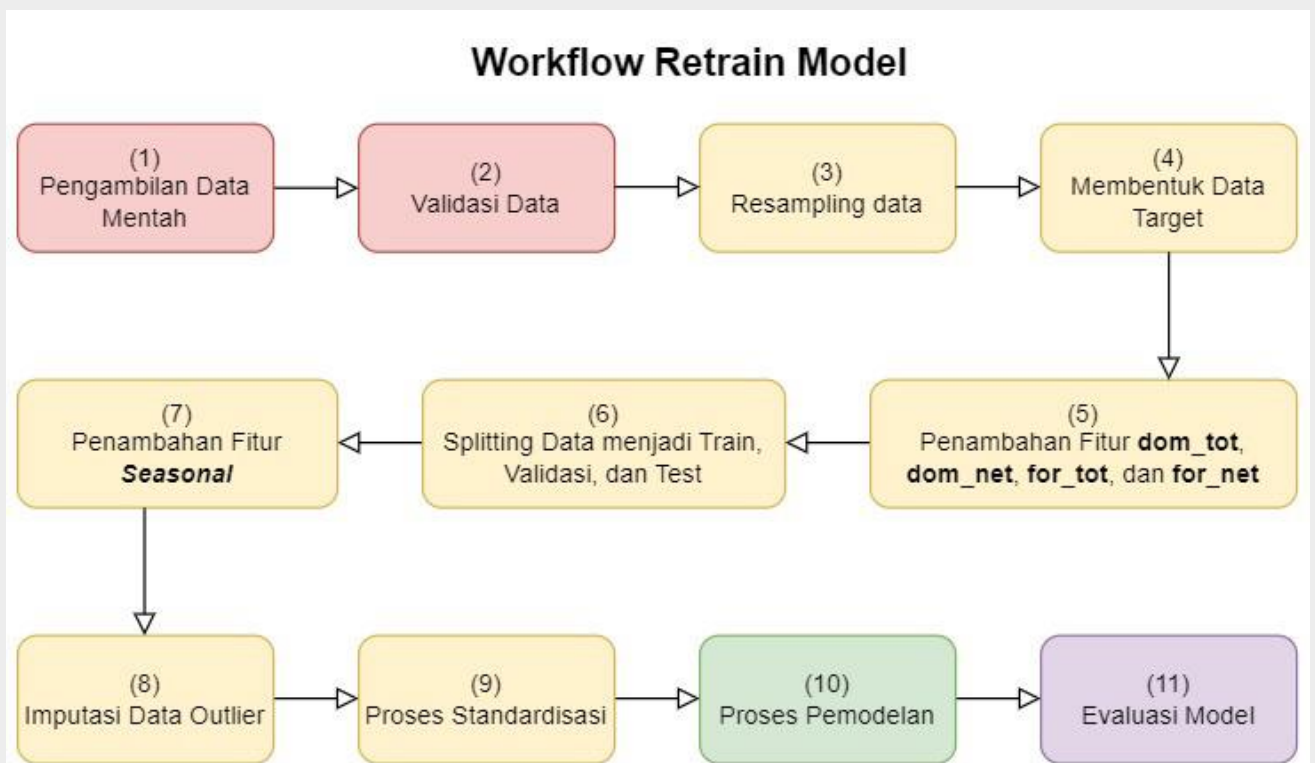 Workflow Retrain Model
(1)
Pengambilan Data
Mentah
(2)
Validasi Data
(3)
Resampling data
(4)
Membentuk Data
Target
(5)
Penambahan Fitur dom_tot,
dom_net, for_tot, dan for_net
(6)
Splitting Data menjadi Train,
Validasi, dan Test
(7)
Penambahan Fitur
Seasonal
(8)
Imputasi Data Outlier
(9)
Proses Standardisasi
(10)
Proses Pemodelan
(11)
Evaluasi Model